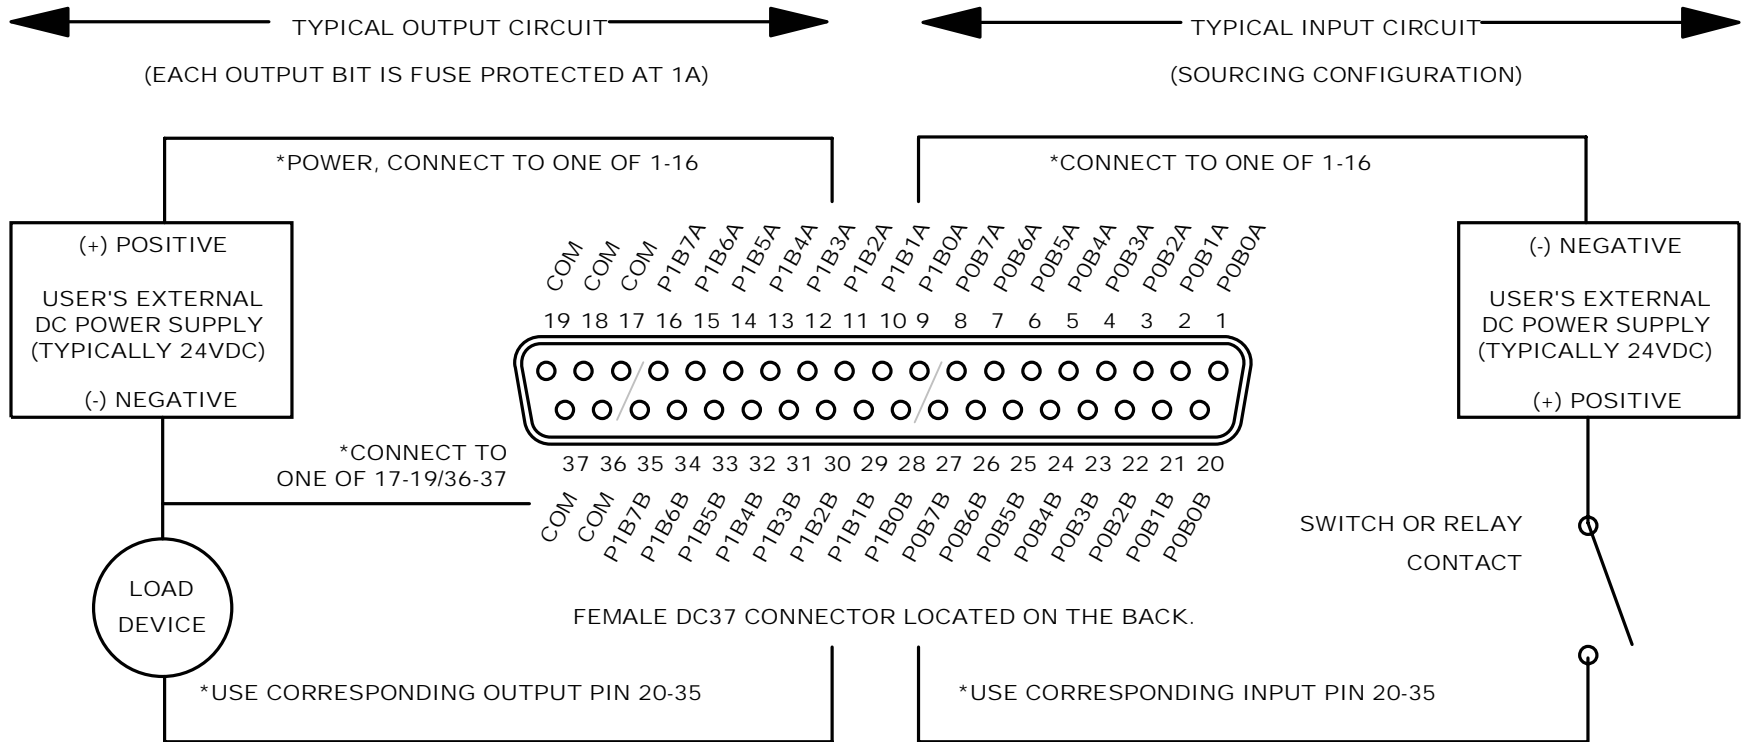 TYPICAL OUTPUT CIRCUIT
(EACH OUTPUT BIT IS FUSE PROTECTED AT 1A)
TYPICAL INPUT CIRCUIT
(SOURCING CONFIGURATION)
*POWER, CONNECT TO ONE OF 1-16
*CONNECT TO ONE OF 1-16
(+) POSITIVE
USER'S EXTERNAL
DC POWER SUPPLY
(TYPICALLY 24VDC)
(-) NEGATIVE
COM COM COM P1B7A P1B6A P1B5A P1B4A P1B3A P1B2A P1B1A P1B0A P0B7A P0B6A P0B5A P0B4A P0B3A P0B2A P0B1A P0B0A
19 18 17 16 15 14 13 12 11 10 9 8 7 6 5 4 3 2 1
(-) NEGATIVE
USER'S EXTERNAL
DC POWER SUPPLY
(TYPICALLY 24VDC)
(+) POSITIVE
*CONNECT TO
ONE OF 17-19/36-37
37 36 35 34 33 32 31 30 29 28 27 26 25 24 23 22 21 20
COM COM P1B7B P1B6B P1B5B P1B4B P1B3B P1B2B P1B1B P1B0B P0B7B P0B6B P0B5B P0B4B P0B3B P0B2B P0B1B P0B0B
SWITCH OR RELAY
CONTACT
LOAD
DEVICE
FEMALE DC37 CONNECTOR LOCATED ON THE BACK.
*USE CORRESPONDING OUTPUT PIN 20-35
*USE CORRESPONDING INPUT PIN 20-35